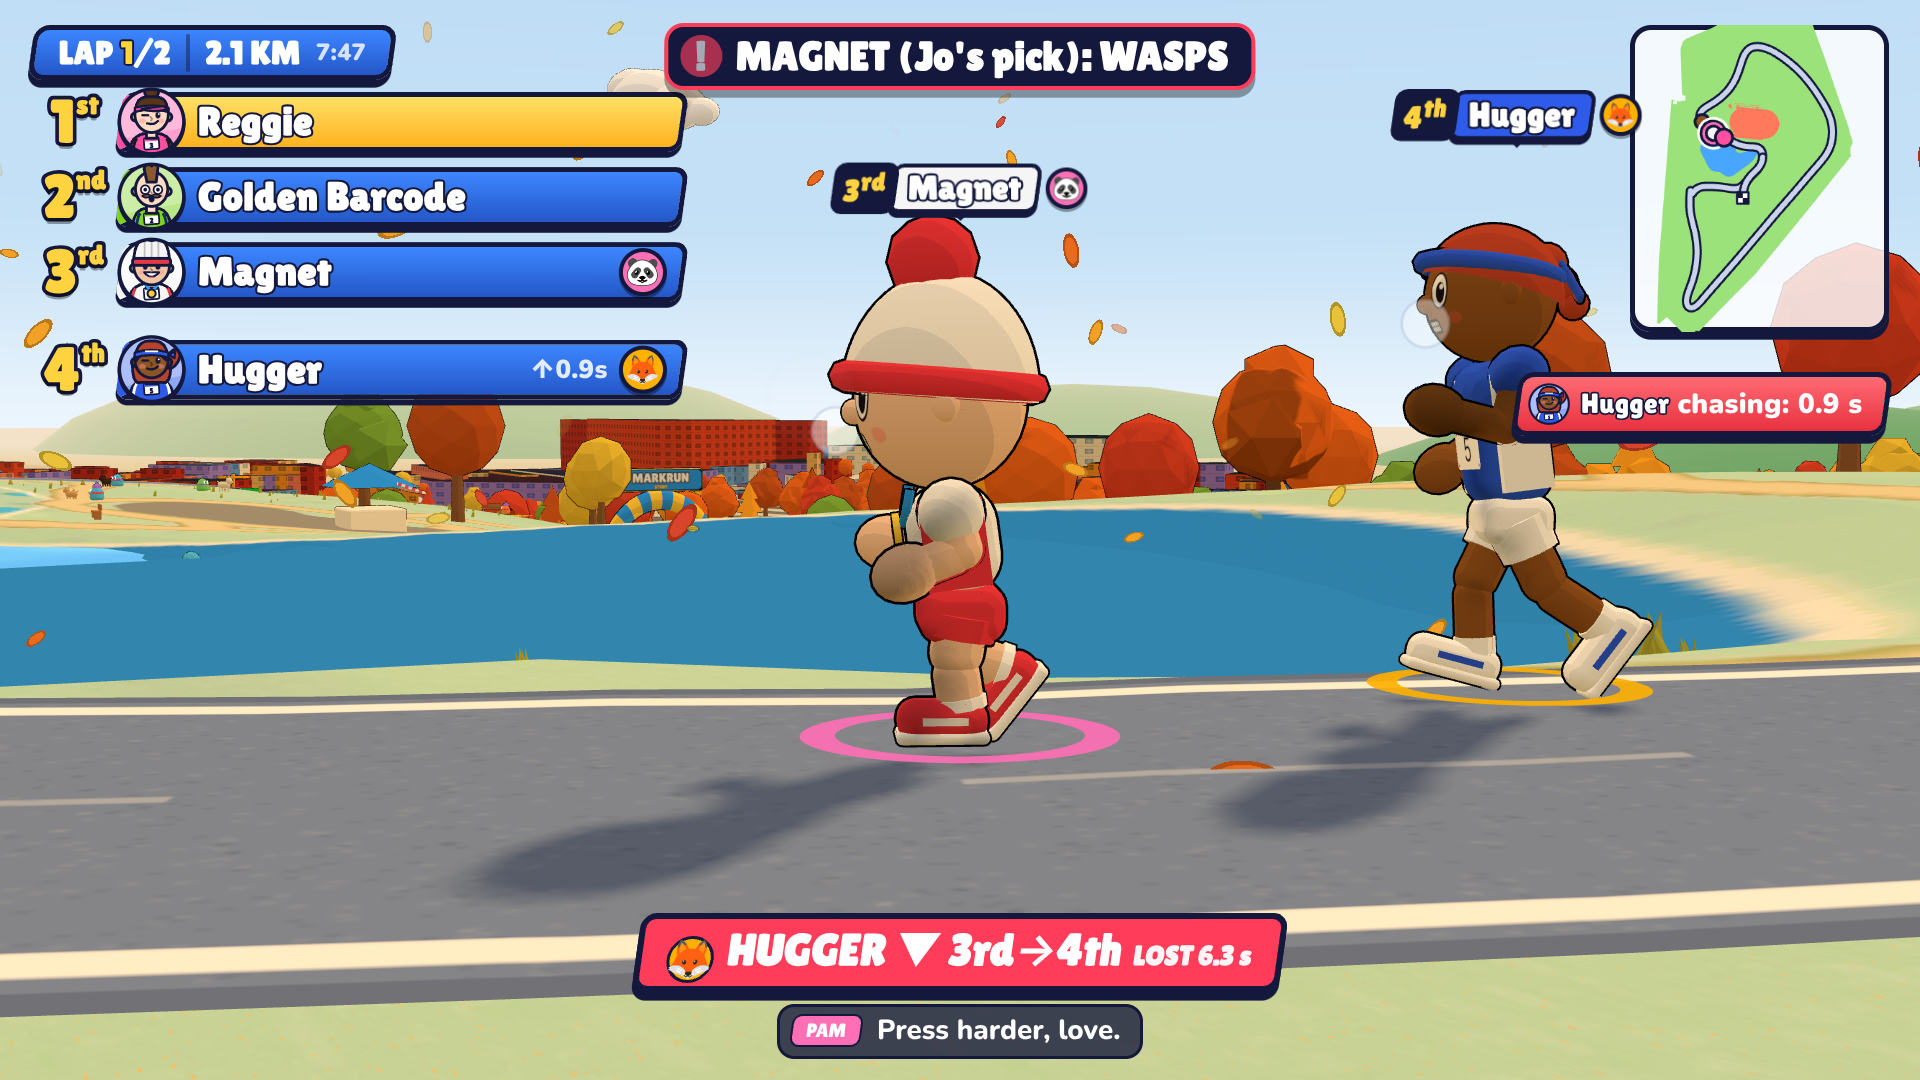 LAP 1/2 2.1 KM 7:47
MAGNET (Jo's pick): WASPS
1st Reggie
2nd Golden Barcode
3rd Magnet
4th Hugger ↑0.9s
3rd Magnet
4th Hugger
Hugger chasing: 0.9 s
MARKRUN
5
HUGGER ▼ 3rd→4th LOST 6.3 s
PAM Press harder, love.